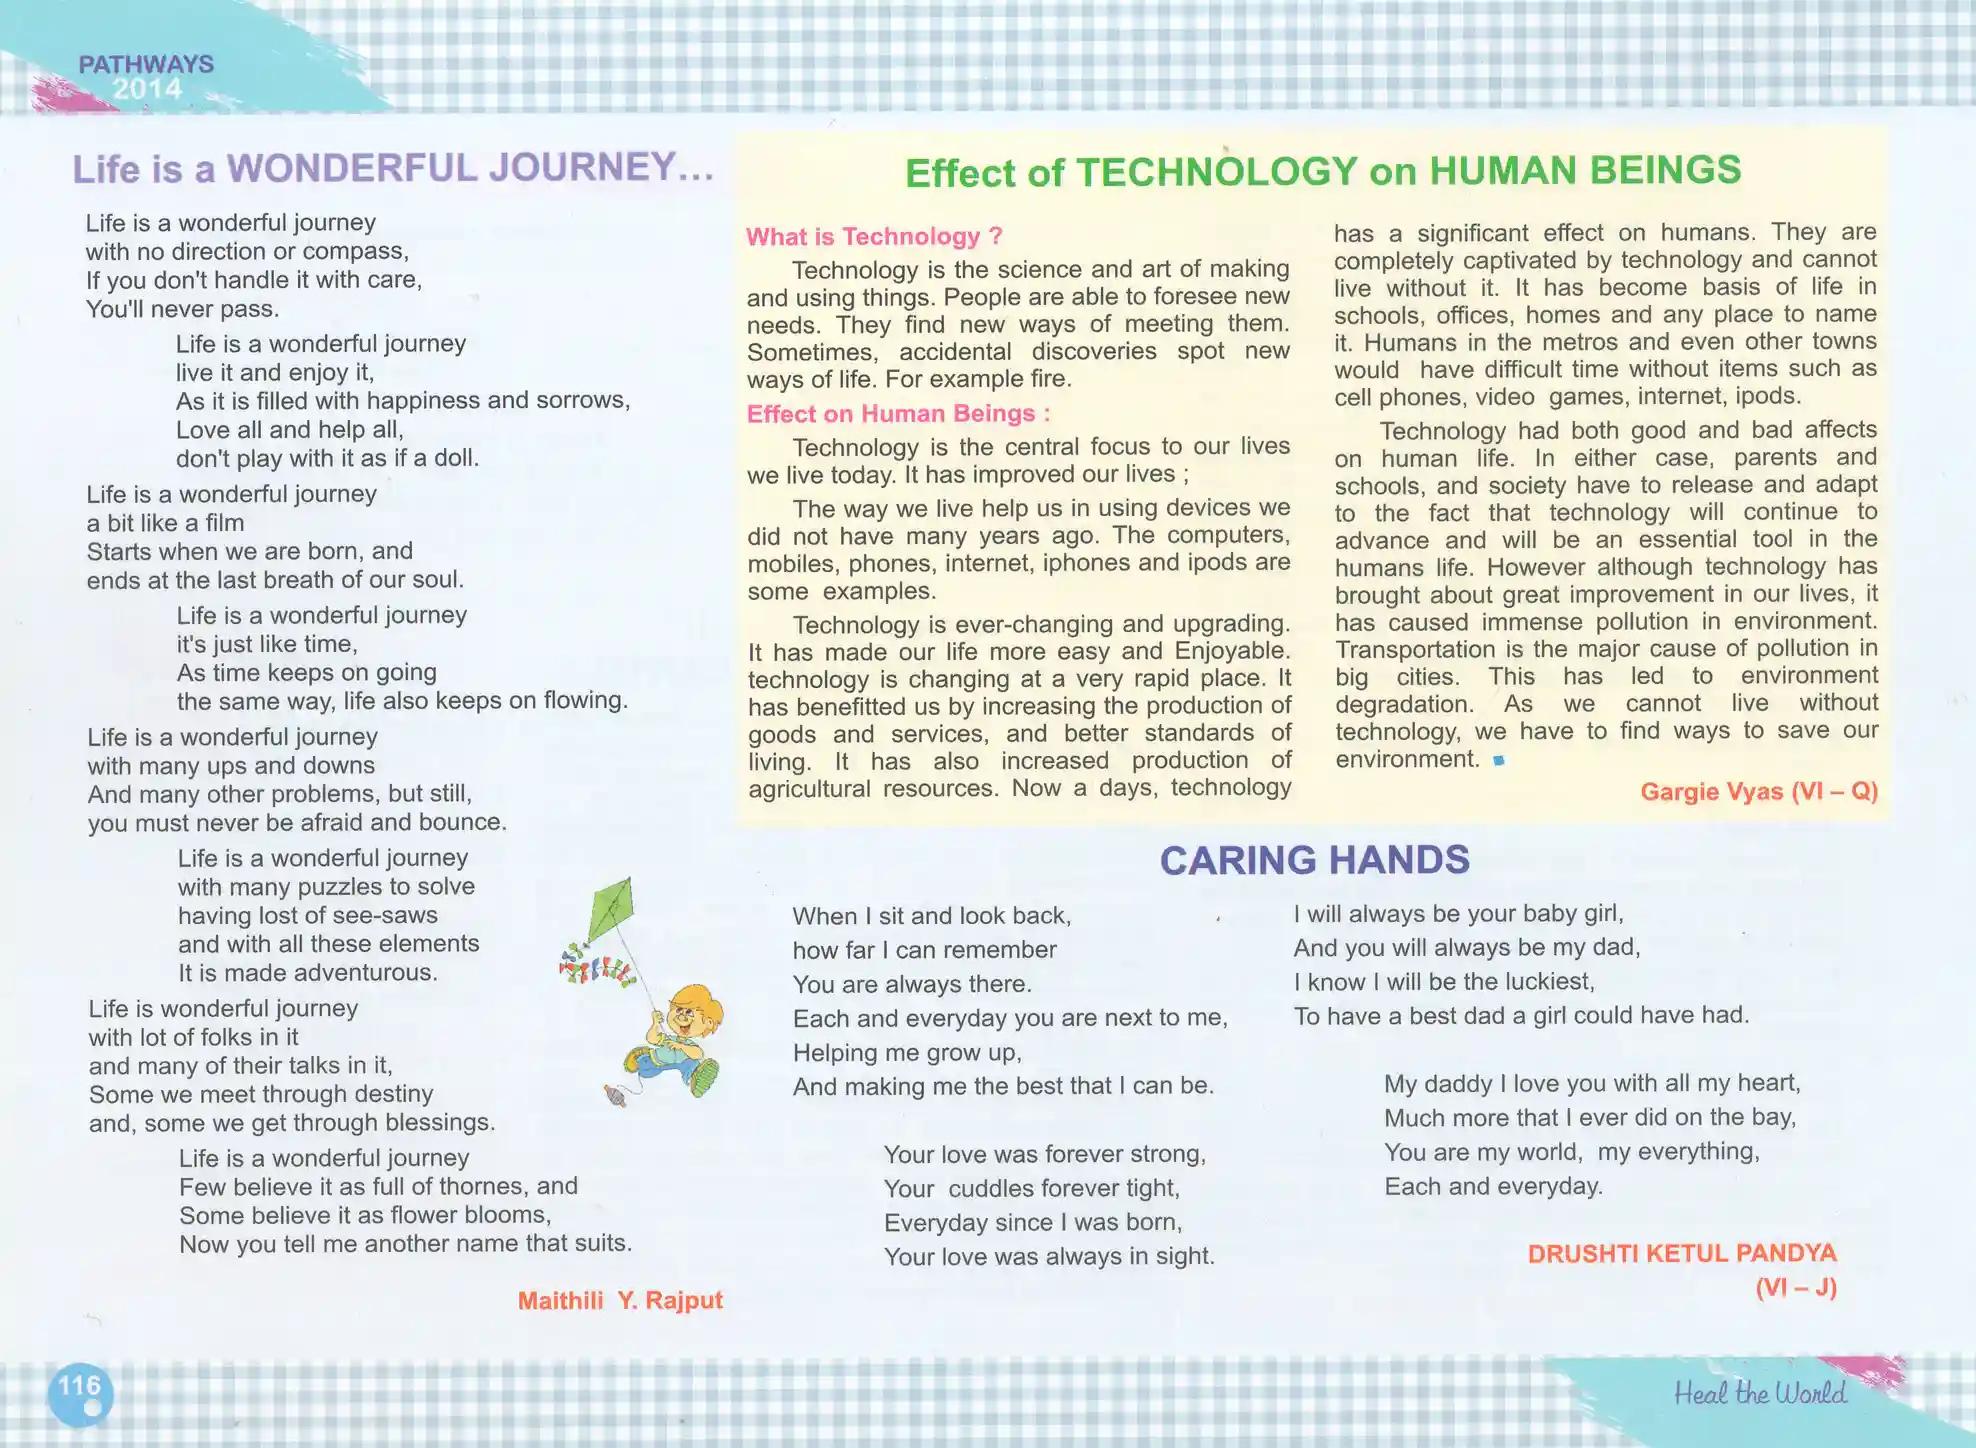 PATHWAYS
2014
Life is a WONDERFUL JOURNEY...
Life is a wonderful journey
with no direction or compass,
If you don't handle it with care,
You'll never pass.
Life is a wonderful journey
live it and enjoy it,
As it is filled with happiness and sorrows,
Love all and help all,
don't play with it as if a doll.
Life is a wonderful journey
a bit like a film
Starts when we are born, and
ends at the last breath of our soul.
Life is a wonderful journey
it's just like time,
As time keeps on going
the same way, life also keeps on flowing.
Life is a wonderful journey
with many ups and downs
And many other problems, but still,
you must never be afraid and bounce.
Life is a wonderful journey
with many puzzles to solve
having lost of see-saws
and with all these elements
It is made adventurous.
Life is wonderful journey
with lot of folks in it
and many of their talks in it,
Some we meet through destiny
and, some we get through blessings.
Life is a wonderful journey
Few believe it as full of thornes, and
Some believe it as flower blooms,
Now you tell me another name that suits.
Maithili Y. Rajput
Effect of TECHNOLOGY on HUMAN BEINGS
What is Technology ?
Technology is the science and art of making
and using things. People are able to foresee new
needs. They find new ways of meeting them.
Sometimes, accidental discoveries spot new
ways of life. For example fire.
Effect on Human Beings :
Technology is the central focus to our lives
we live today. It has improved our lives ;
The way we live help us in using devices we
did not have many years ago. The computers,
mobiles, phones, internet, iphones and ipods are
some examples.
Technology is ever-changing and upgrading.
It has made our life more easy and Enjoyable.
technology is changing at a very rapid place. It
has benefitted us by increasing the production of
goods and services, and better standards of
living. It has also increased production of
agricultural resources. Now a days, technology
has a significant effect on humans. They are
completely captivated by technology and cannot
live without it. It has become basis of life in
schools, offices, homes and any place to name
it. Humans in the metros and even other towns
would have difficult time without items such as
cell phones, video games, internet, ipods.
Technology had both good and bad affects
on human life. In either case, parents and
schools, and society have to release and adapt
to the fact that technology will continue to
advance and will be an essential tool in the
humans life. However although technology has
brought about great improvement in our lives, it
has caused immense pollution in environment.
Transportation is the major cause of pollution in
big cities. This has led to environment
degradation. As we cannot live without
technology, we have to find ways to save our
environment.
Gargie Vyas (VI – Q)
CARING HANDS
When I sit and look back,
how far I can remember
You are always there.
Each and everyday you are next to me,
Helping me grow up,
And making me the best that I can be.
Your love was forever strong,
Your cuddles forever tight,
Everyday since I was born,
Your love was always in sight.
I will always be your baby girl,
And you will always be my dad,
I know I will be the luckiest,
To have a best dad a girl could have had.
My daddy I love you with all my heart,
Much more that I ever did on the bay,
You are my world, my everything,
Each and everyday.
DRUSHTI KETUL PANDYA
(VI – J)
116
Heal the World